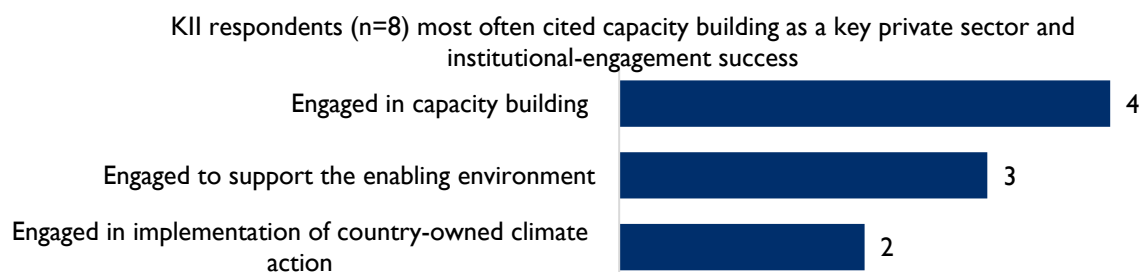 KII respondents (n=8) most often cited capacity building as a key private sector and
institutional-engagement success
Engaged in capacity building
4
Engaged to support the enabling environment
3
Engaged in implementation of country-owned climate
action
2